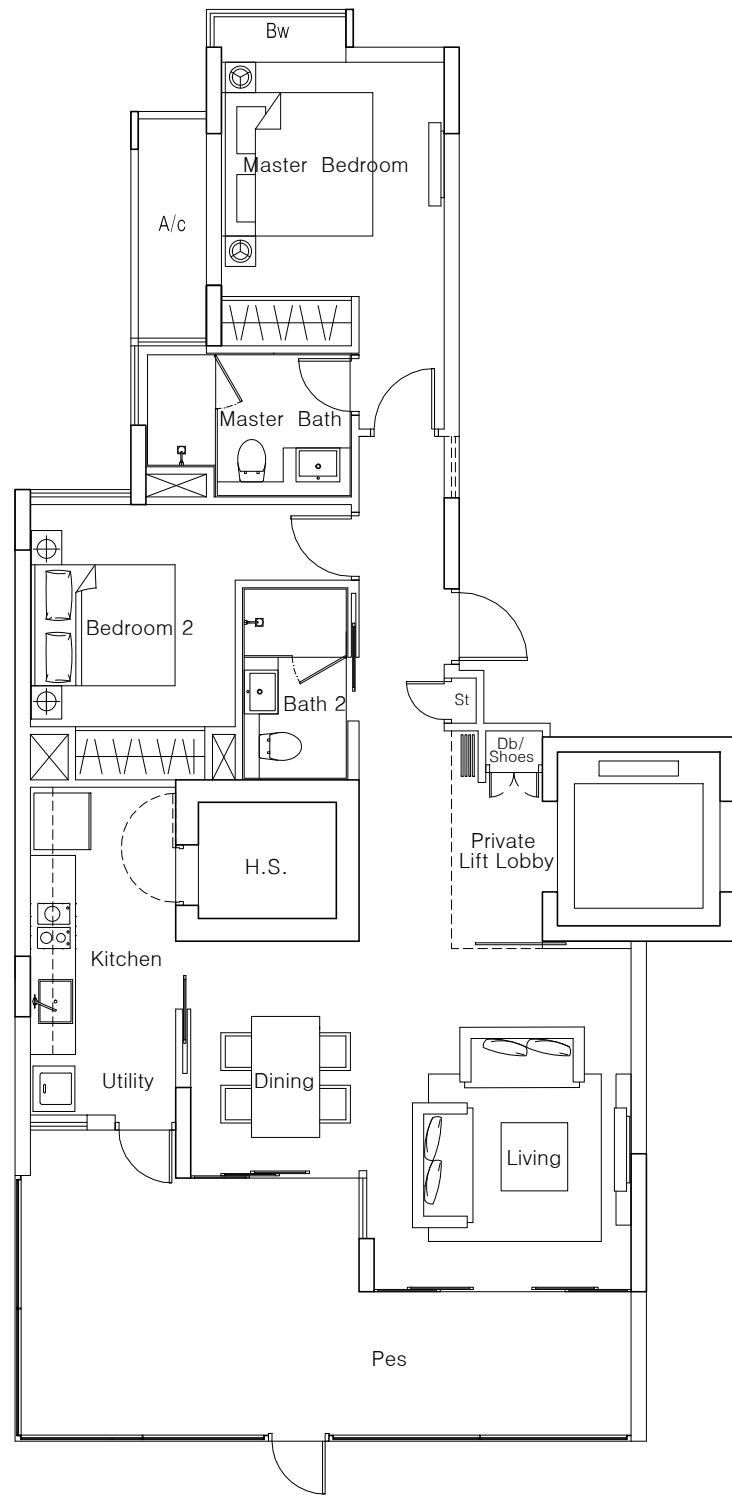 Bw
Master Bedroom
A/c
Master Bath
Bedroom 2
Bath 2
St
Db/
Shoes
Private
Lift Lobby
H.S.
Kitchen
Utility
Dining
Living
Pes